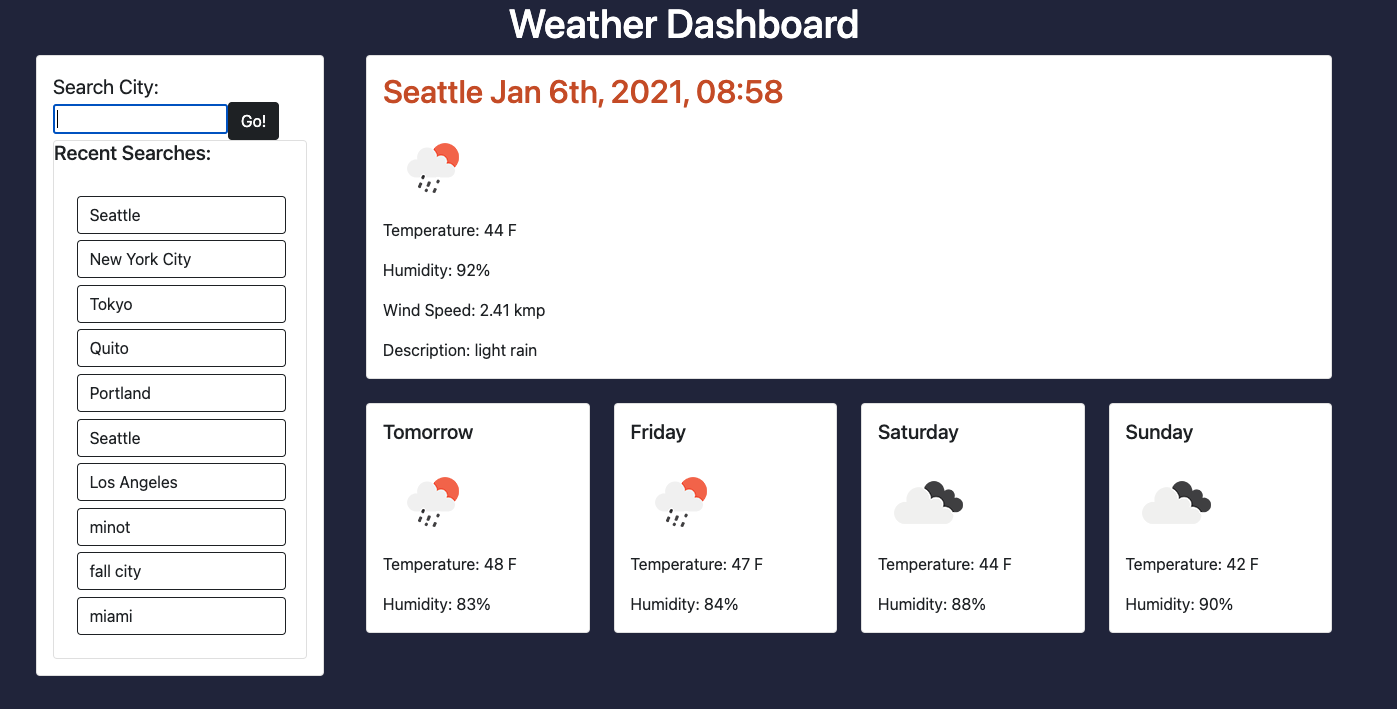 Weather Dashboard
Search City:
Go!
Recent Searches:
Seattle
New York City
Tokyo
Quito
Portland
Seattle
Los Angeles
minot
fall city
miami
Seattle Jan 6th, 2021, 08:58
Temperature: 44 F
Humidity: 92%
Wind Speed: 2.41 kmp
Description: light rain
Tomorrow
Temperature: 48 F
Humidity: 83%
Friday
Temperature: 47 F
Humidity: 84%
Saturday
Temperature: 44 F
Humidity: 88%
Sunday
Temperature: 42 F
Humidity: 90%